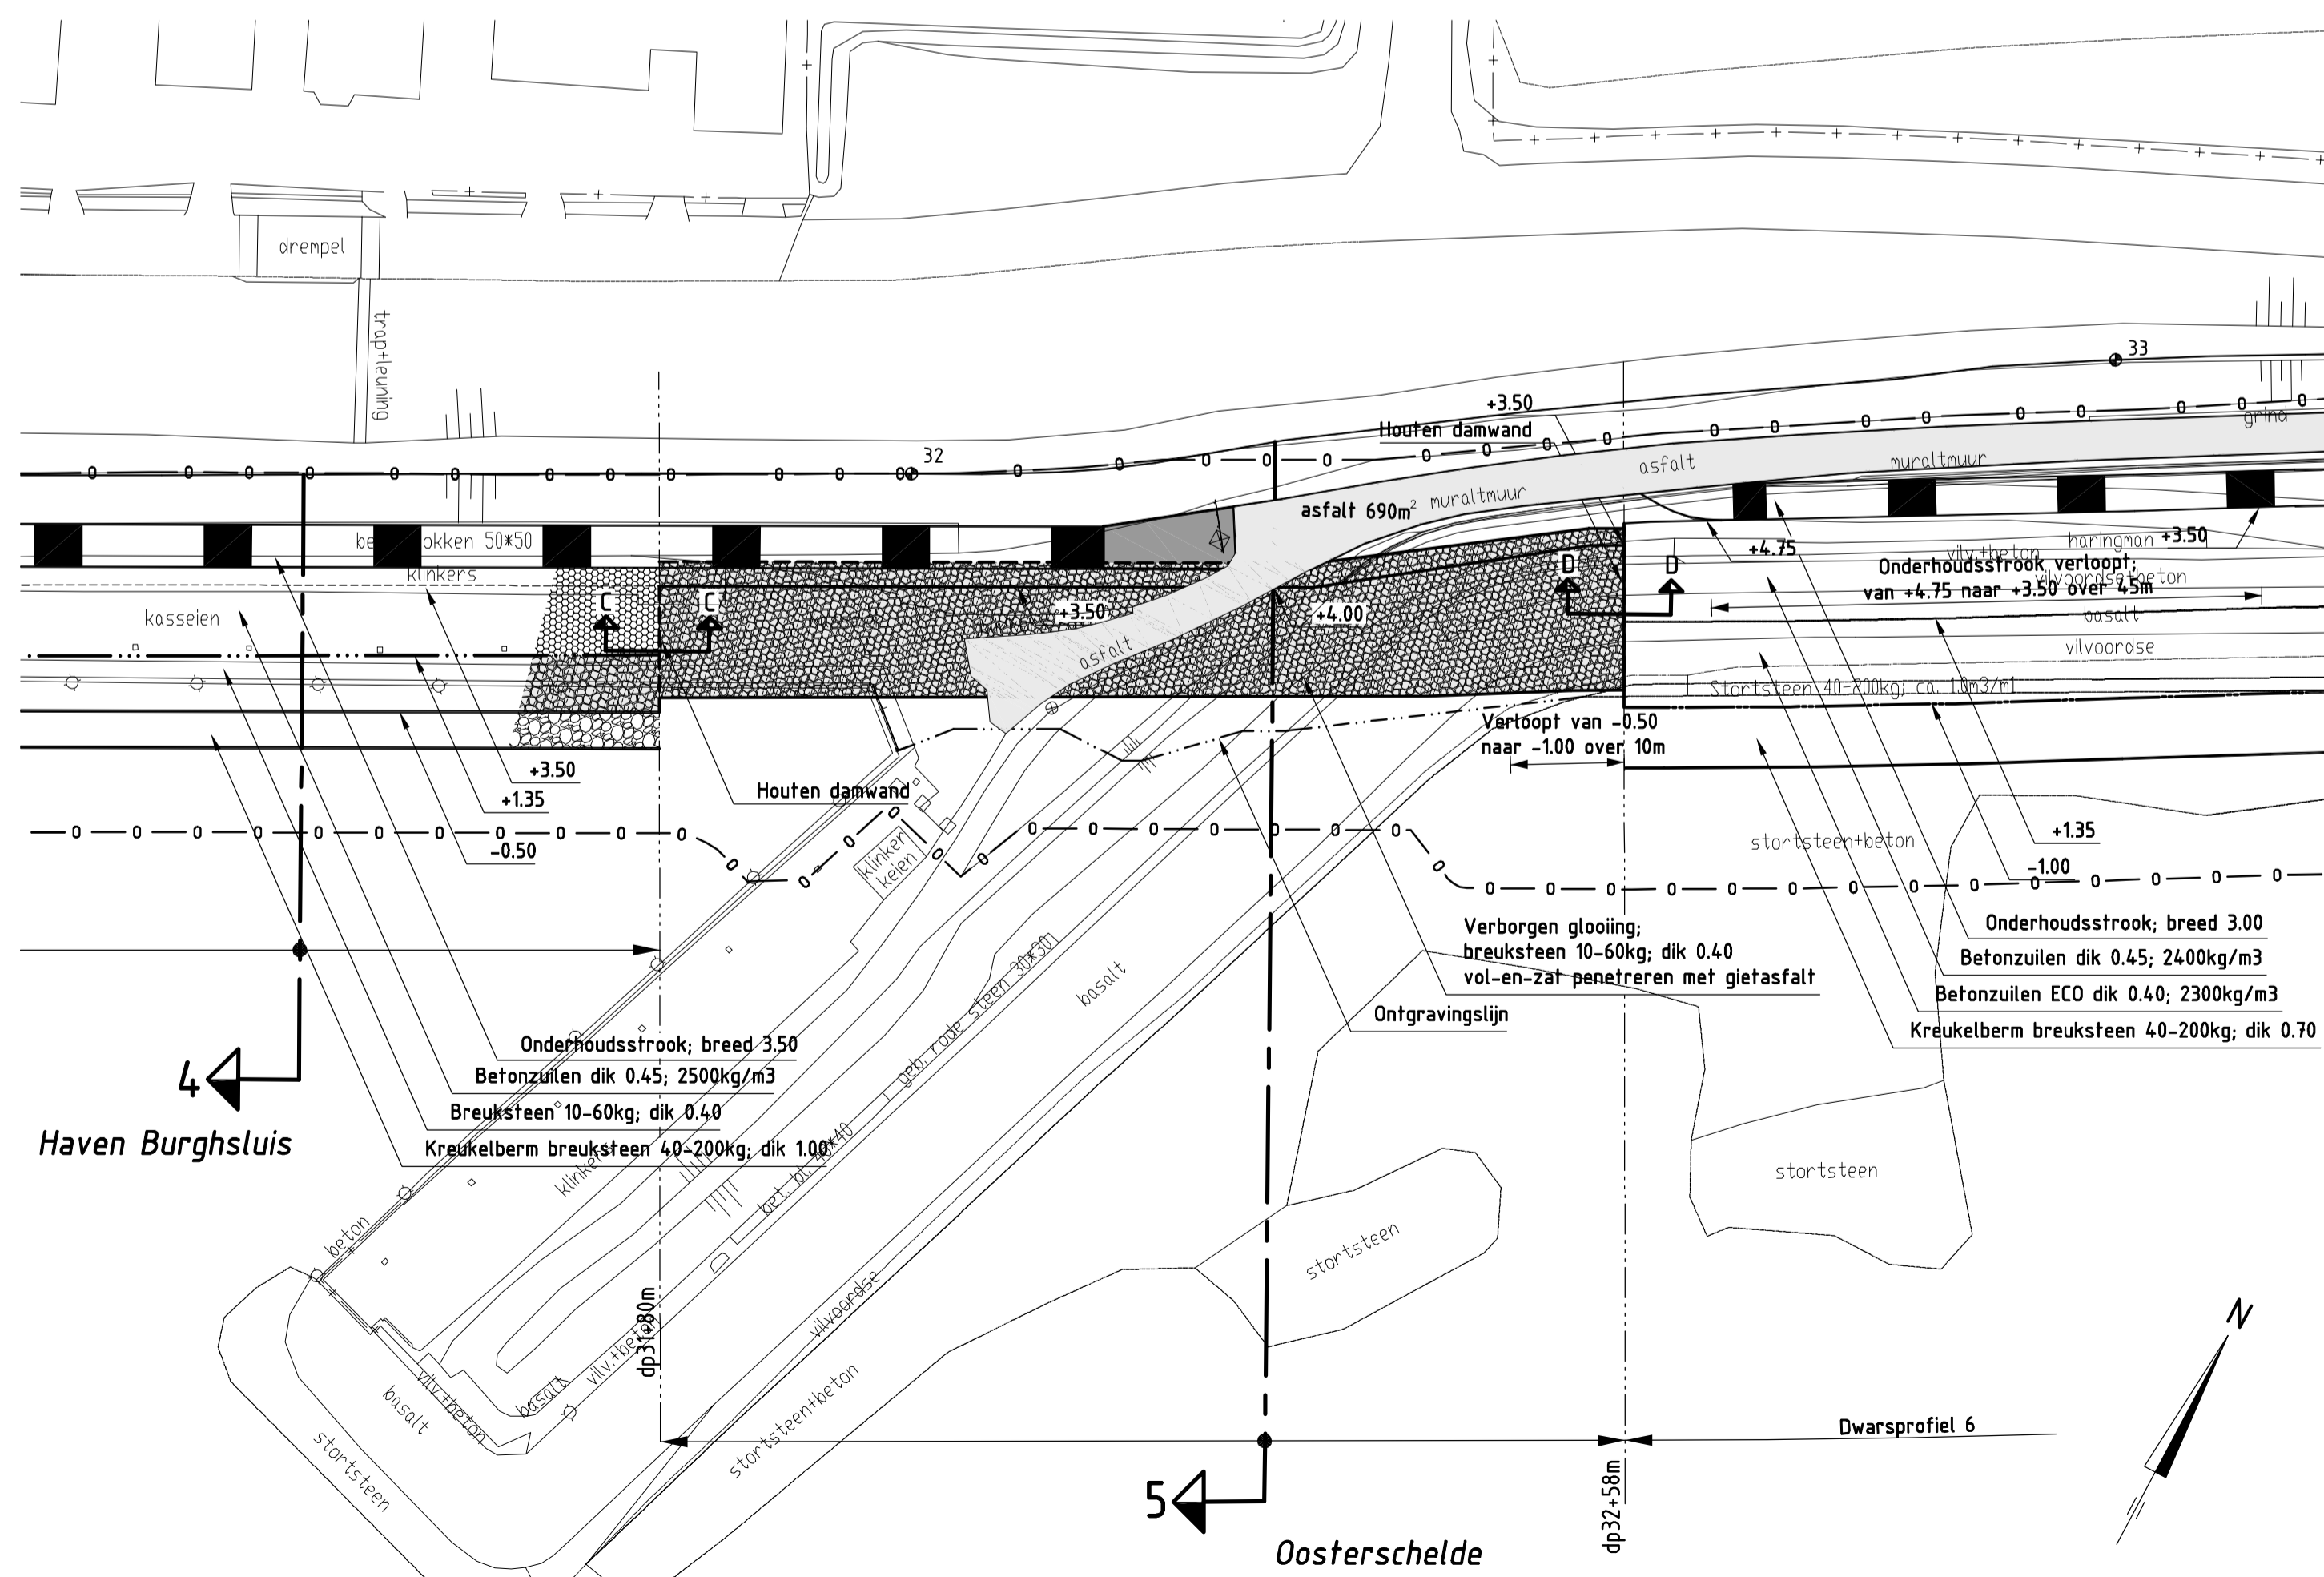 drempel
trap+leuning
33
+3.50
Houten damwand
grind
32
asfalt
muraltmuur
asfalt 690m²
muraltmuur
be
okken 50*50
klinkers
kasseien
C
C
+3.50
asfalt
+4.00
D
D
+4.75
haringman
+3.50
vilv.+beton
Onderhoudsstrook verloopt;
van +4.75 naar +3.50 over 45m
vilvoordse+beton
basalt
vilvoordse
Stortsteen 40-200kg; ca. 1.0m3/m1
Verloopt van -0.50
naar -1.00 over 10m
+3.50
+1.35
-0.50
Houten damwand
klinker
keien
stortsteen+beton
+1.35
-1.00
Verborgen glooiing;
breuksteen 10-60kg; dik 0.40
vol-en-zat penetreren met gietasfalt
Ontgravingslijn
Onderhoudsstrook; breed 3.00
Betonzuilen dik 0.45; 2400kg/m3
Betonzuilen ECO dik 0.40; 2300kg/m3
Kreukelberm breuksteen 40-200kg; dik 0.70
Onderhoudsstrook; breed 3.50
Betonzuilen dik 0.45; 2500kg/m3
Breuksteen 10-60kg; dik 0.40
Kreukelberm breuksteen 40-200kg; dik 1.00
4
Haven Burghsluis
geb. rode steen 30*30
basalt
bet. bl. 40*40
klinkers
beton
stortsteen
stortsteen
vilvoordse
dp31+80m
vilv.+beton
basalt
vilv.+beton
basalt
stortsteen
stortsteen+beton
N
Dwarsprofiel 6
5
dp32+58m
Oosterschelde